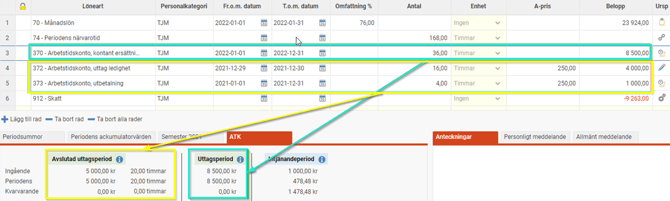 Löneart Personalkategori Fr.o.m. datum T.o.m. datum Omfattning % Antal Enhet A-pris Belopp Ursp
1 70 - Månadslön TJM 2022-01-01 2022-01-31 76,00 Ingen 23 924,00
2 74 - Periodens närvarotid TJM 168,00 Timmar
3 370 - Arbetstidskonto, kontant ersättni... TJM 2022-01-01 2022-12-31 36,00 Timmar 8 500,00
4 372 - Arbetstidskonto, uttag ledighet TJM 2021-12-29 2021-12-30 16,00 Timmar 250,00 4 000,00
5 373 - Arbetstidskonto, utbetalning TJM 2021-01-01 2021-12-31 4,00 Timmar 250,00 1 000,00
6 912 - Skatt TJM Ingen -9 263,00
Lägg till rad Ta bort rad Ta bort alla rader
Periodsummor Periodens ackumulatorvärden Semester ATK Anteckningar Personligt meddelande Allmänt meddelande
Avslutad uttagsperiod Uttagsperiod Intjänandeperiod
Ingående 5 000,00 kr 20,00 timmar 8 500,00 kr 1 000,00 kr
Periodens 5 000,00 kr 20,00 timmar 8 500,00 kr 478,48 kr
Kvarvarande 0,00 kr 0,00 timmar 0,00 kr 1 478,48 kr